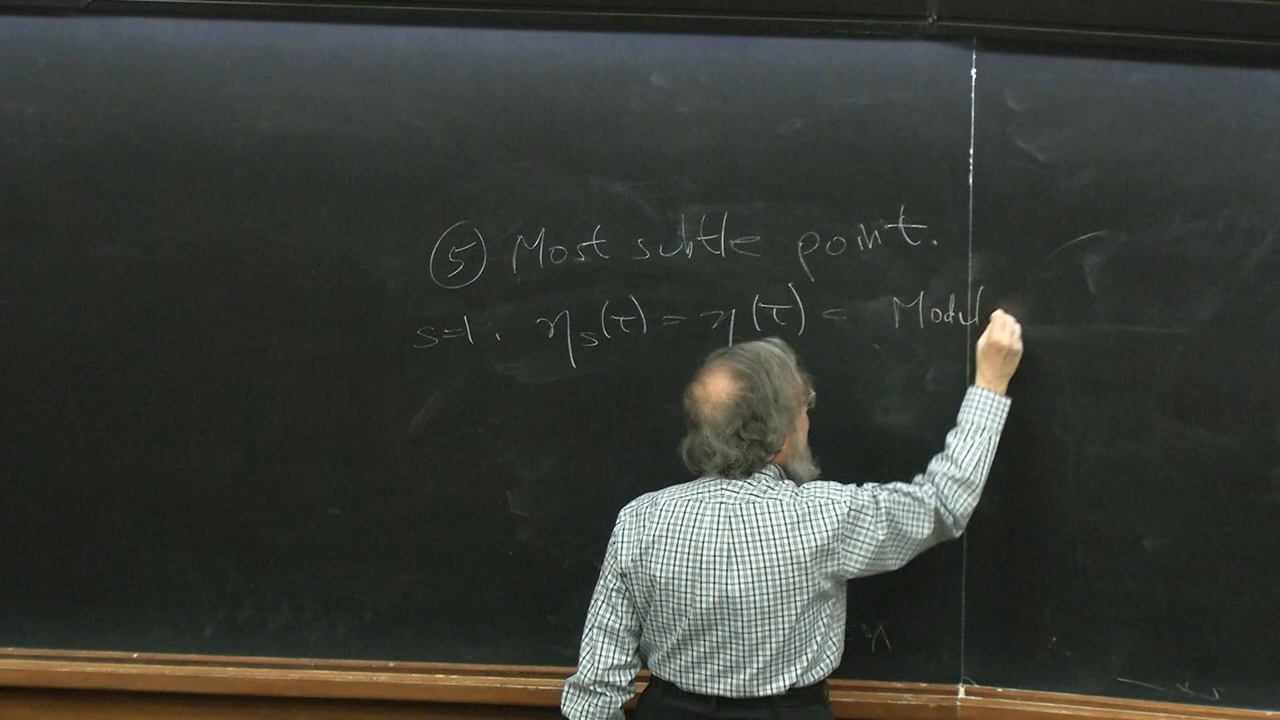 ⑤ Most subtle point.
s=1. η_s(τ) = η(τ) = Modul